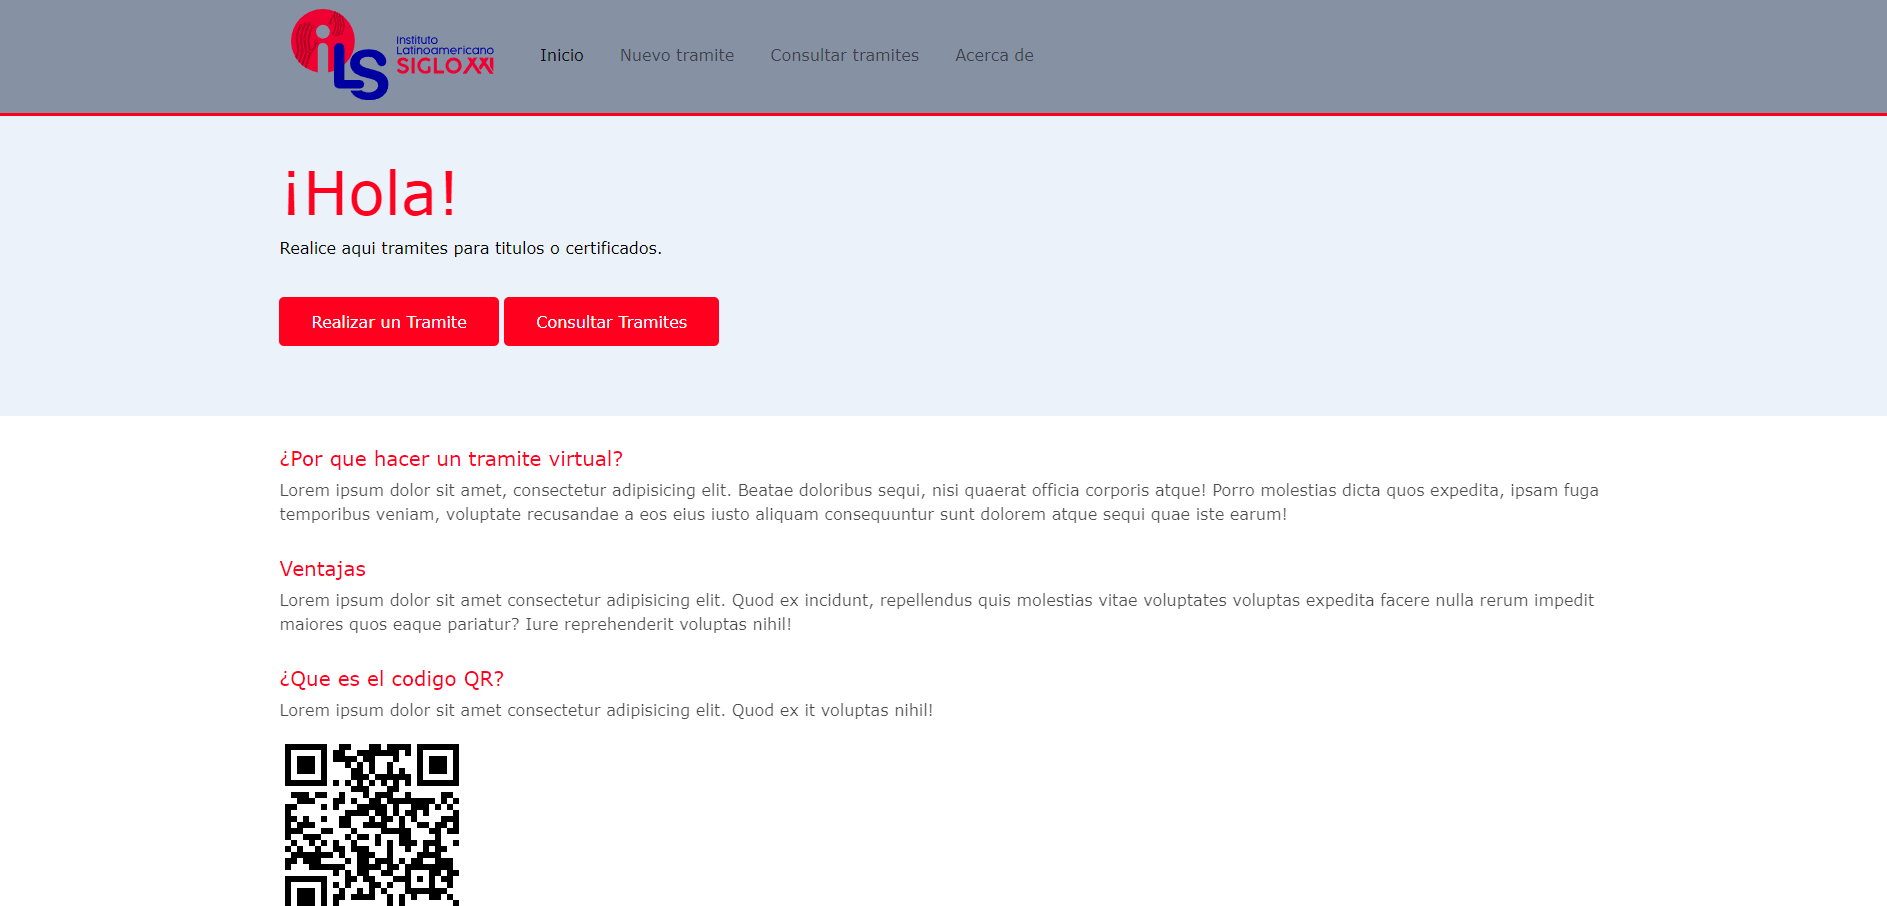 iLS
Instituto
Latinoamericano
SIGLO XXI
Inicio
Nuevo tramite
Consultar tramites
Acerca de
¡Hola!
Realice aqui tramites para titulos o certificados.
Realizar un Tramite
Consultar Tramites
¿Por que hacer un tramite virtual?
Lorem ipsum dolor sit amet, consectetur adipisicing elit. Beatae doloribus sequi, nisi quaerat officia corporis atque! Porro molestias dicta quos expedita, ipsam fuga
temporibus veniam, voluptate recusandae a eos eius iusto aliquam consequuntur sunt dolorem atque sequi quae iste earum!
Ventajas
Lorem ipsum dolor sit amet consectetur adipisicing elit. Quod ex incidunt, repellendus quis molestias vitae voluptates voluptas expedita facere nulla rerum impedit
maiores quos eaque pariatur? Iure reprehenderit voluptas nihil!
¿Que es el codigo QR?
Lorem ipsum dolor sit amet consectetur adipisicing elit. Quod ex it voluptas nihil!